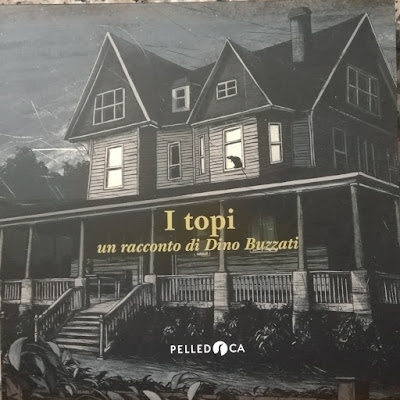 I topi
un racconto di Dino Buzzati
PELLEDOCA